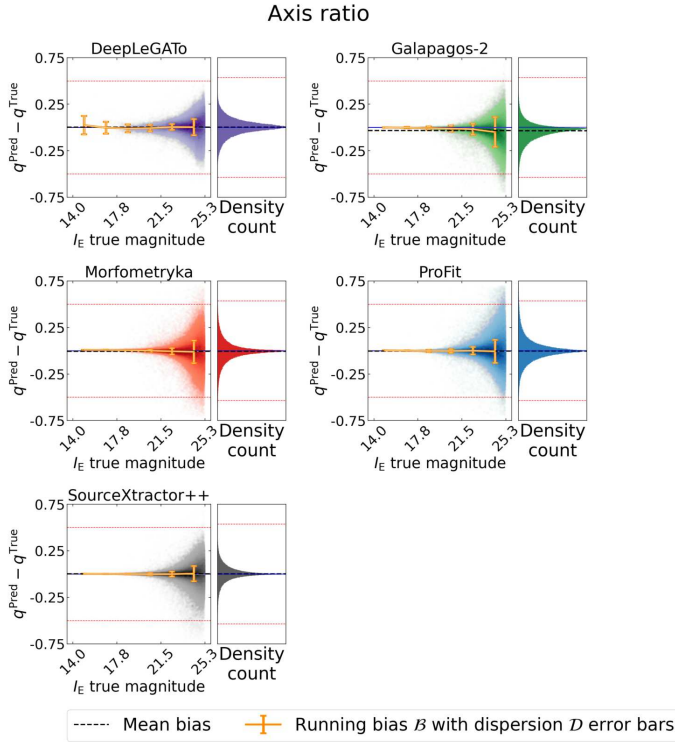 Axis ratio
DeepLeGATo
0.75
0.25
-0.25
-0.75
q^Pred − q^True
14.0
17.8
21.5
25.3
I_E true magnitude
Density
count
Galapagos-2
0.75
0.25
-0.25
-0.75
q^Pred − q^True
14.0
17.8
21.5
25.3
I_E true magnitude
Density
count
Morfometryka
0.75
0.25
-0.25
-0.75
q^Pred − q^True
14.0
17.8
21.5
25.3
I_E true magnitude
Density
count
ProFit
0.75
0.25
-0.25
-0.75
q^Pred − q^True
14.0
17.8
21.5
25.3
I_E true magnitude
Density
count
SourceXtractor++
0.75
0.25
-0.25
-0.75
q^Pred − q^True
14.0
17.8
21.5
25.3
I_E true magnitude
Density
count
Mean bias
Running bias ℬ with dispersion 𝒟 error bars